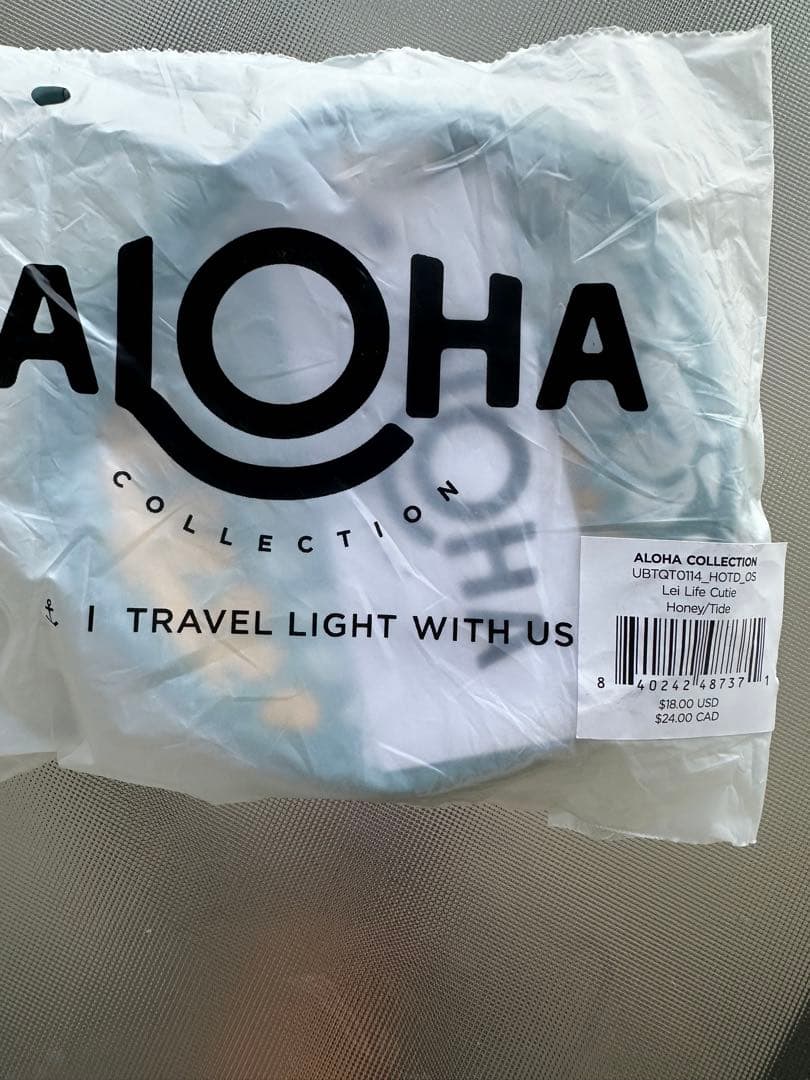 ALOHA
COLLECTION
| TRAVEL LIGHT WITH US
ALOHA COLLECTION
UBTQT0114_HOTD_OS
Lei Life Cutie
Honey/Tide
8 40242 48737 1
$18.00 USD
$24.00 CAD
OHA